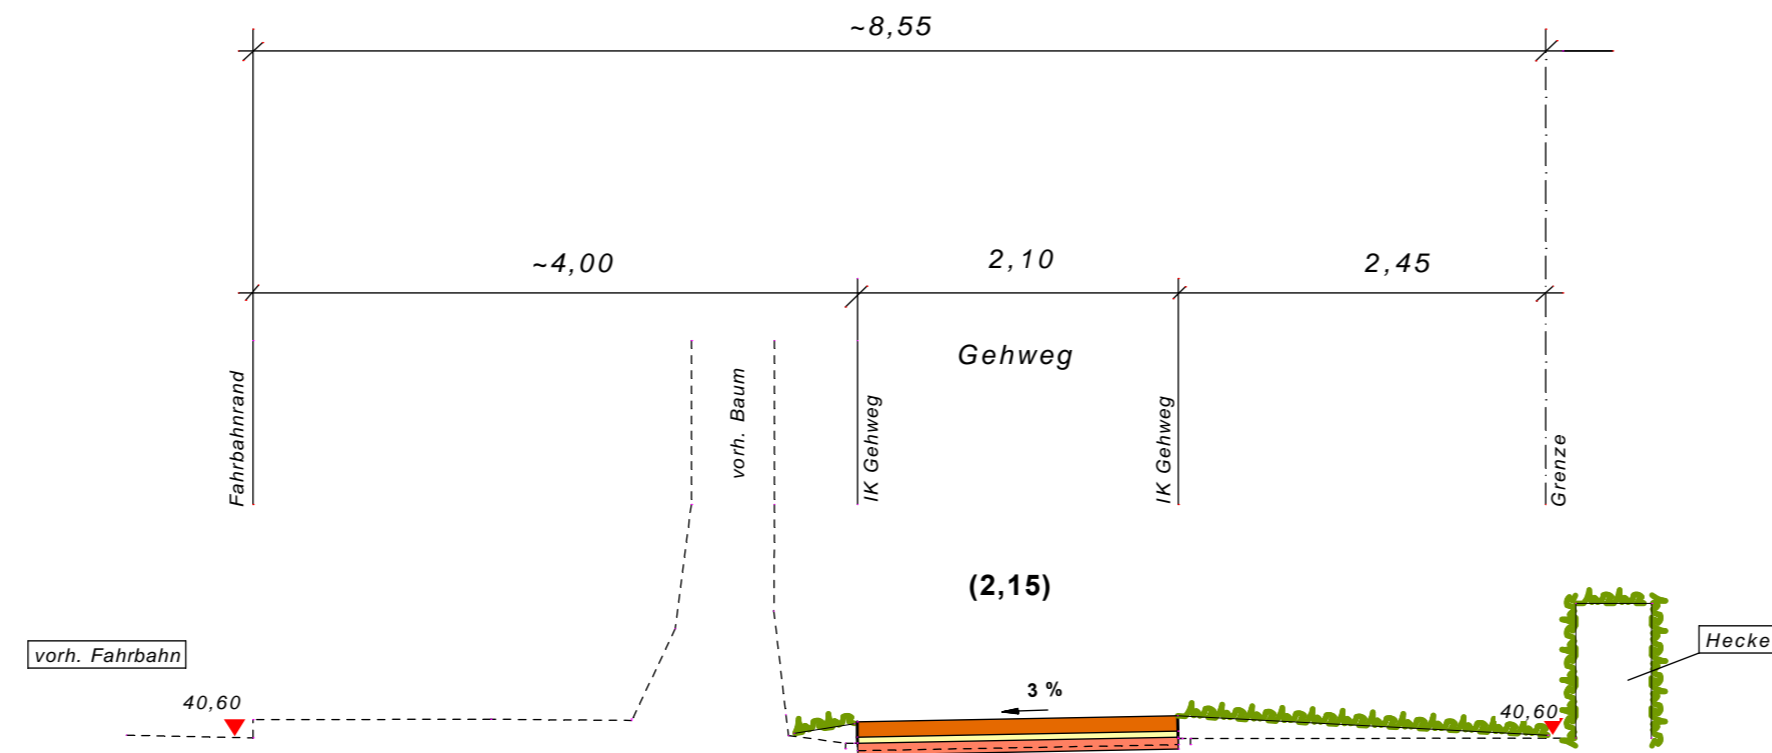 ~8,55
~4,00
2,10
2,45
Gehweg
Fahrbahnrand
vorh. Baum
IK Gehweg
IK Gehweg
Grenze
(2,15)
vorh. Fahrbahn
Hecke
40,60
3 %
40,60